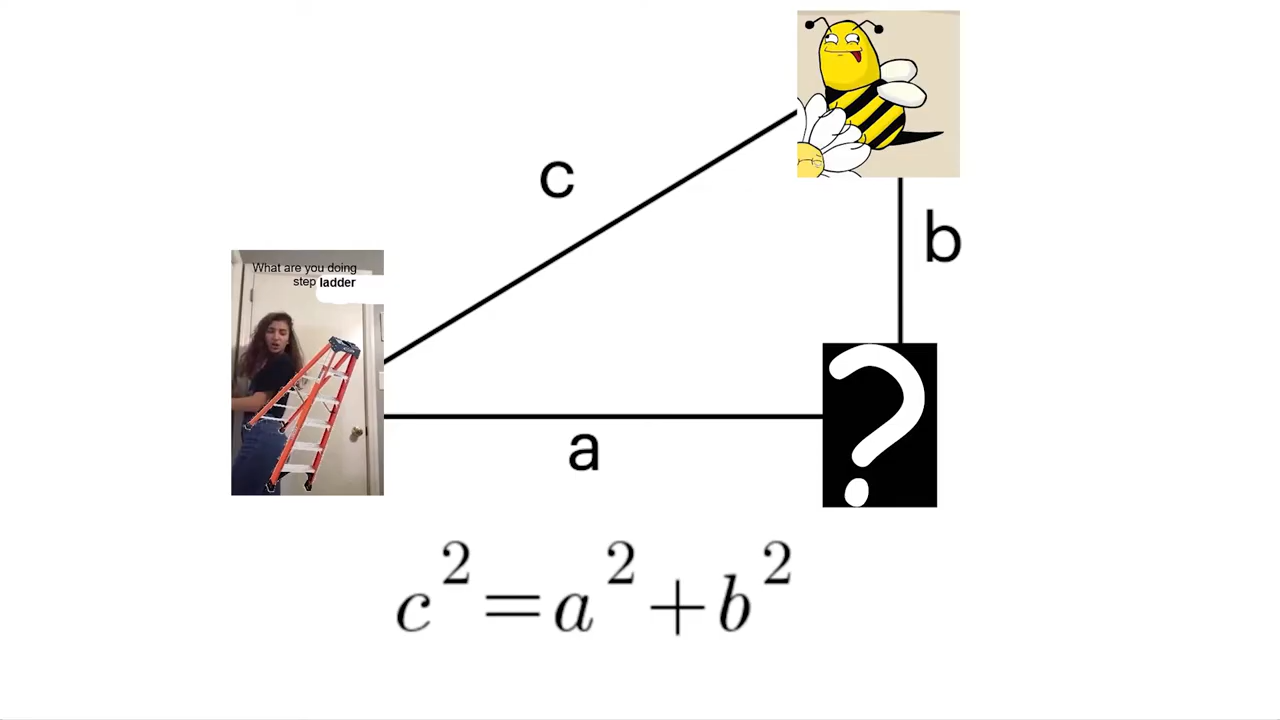 c
b
What are you doing
step ladder
?
a
c² = a² + b²